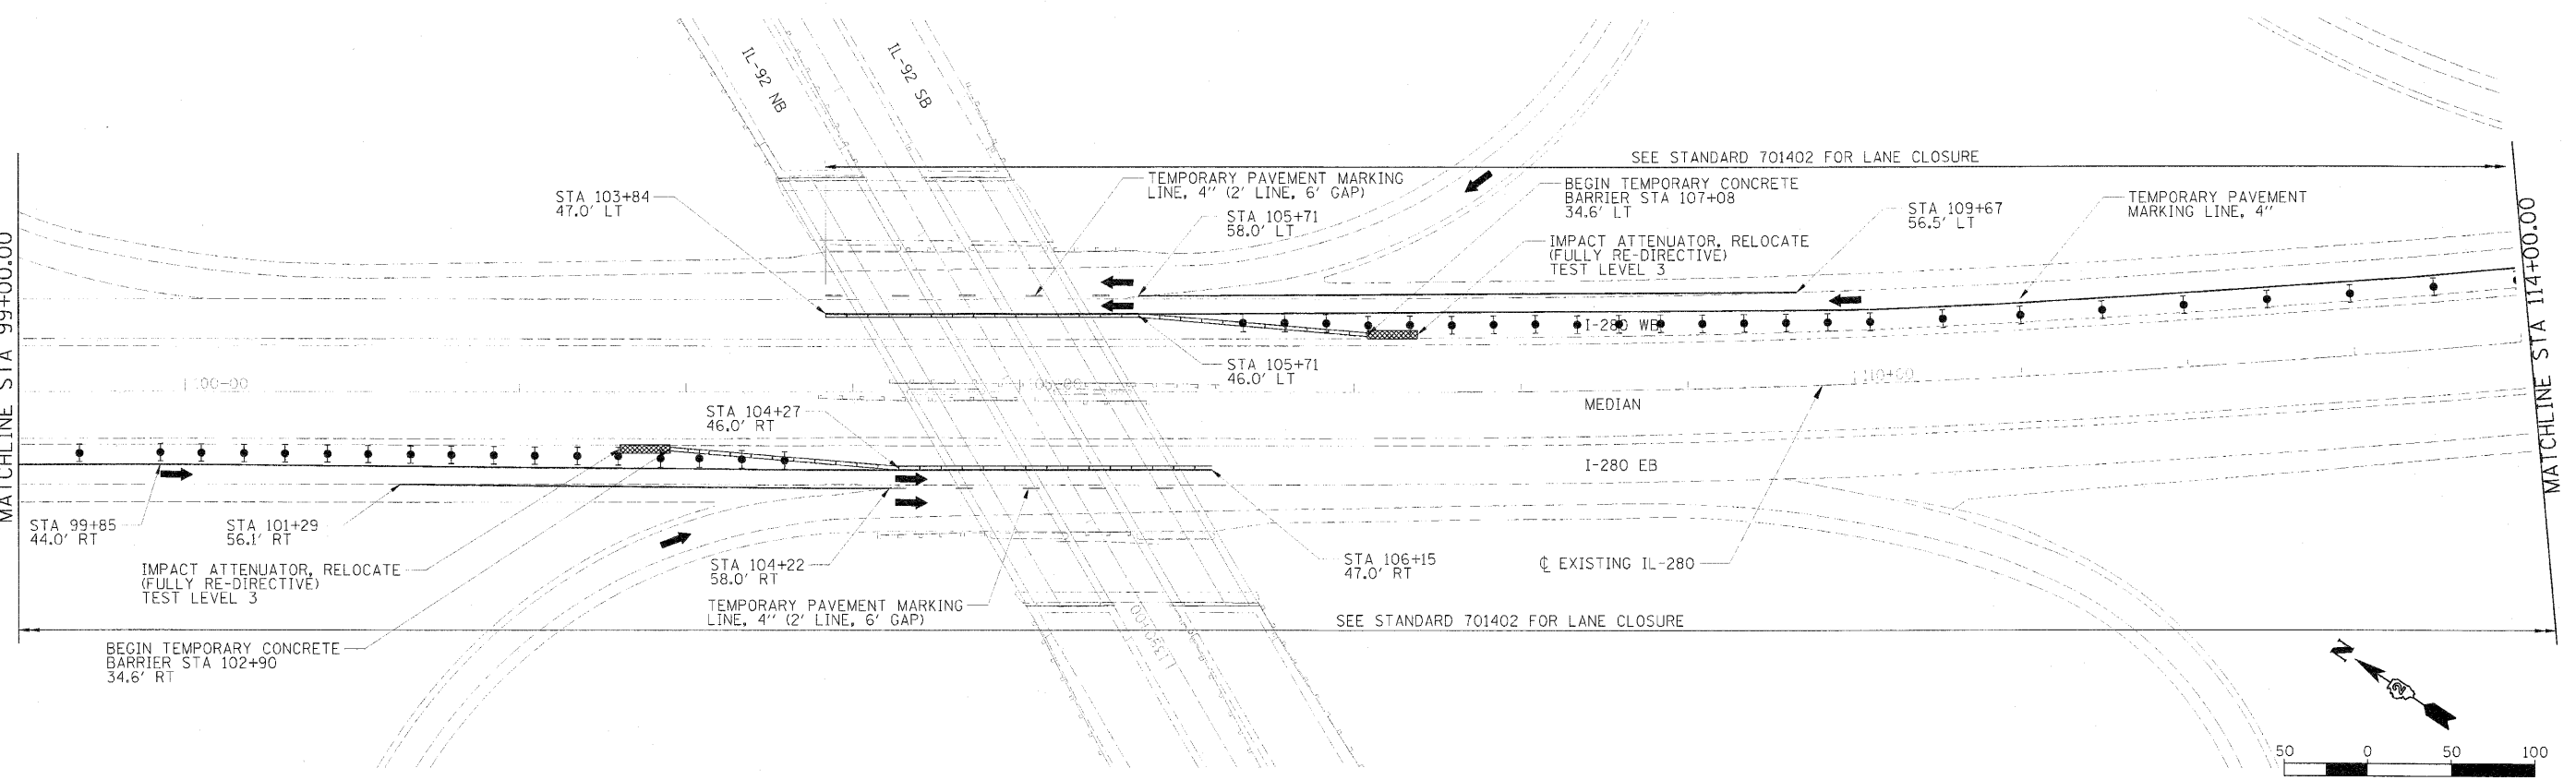 IL-92 NB
IL-92 SB
SEE STANDARD 701402 FOR LANE CLOSURE
STA 103+84
47.0' LT
TEMPORARY PAVEMENT MARKING
LINE, 4" (2' LINE, 6' GAP)
STA 105+71
58.0' LT
BEGIN TEMPORARY CONCRETE
BARRIER STA 107+08
34.6' LT
IMPACT ATTENUATOR, RELOCATE
(FULLY RE-DIRECTIVE)
TEST LEVEL 3
STA 109+67
56.5' LT
TEMPORARY PAVEMENT
MARKING LINE, 4"
MATCHLINE STA 99+00.00
MATCHLINE STA 114+00.00
I-280 WB
STA 105+71
46.0' LT
110+00
MEDIAN
STA 104+27
46.0' RT
I-280 EB
STA 99+85
44.0' RT
STA 101+29
56.1' RT
IMPACT ATTENUATOR, RELOCATE
(FULLY RE-DIRECTIVE)
TEST LEVEL 3
STA 104+22
58.0' RT
STA 106+15
47.0' RT
℄ EXISTING IL-280
TEMPORARY PAVEMENT MARKING
LINE, 4" (2' LINE, 6' GAP)
SEE STANDARD 701402 FOR LANE CLOSURE
BEGIN TEMPORARY CONCRETE
BARRIER STA 102+90
34.6' RT
N
2
50 0 50 100